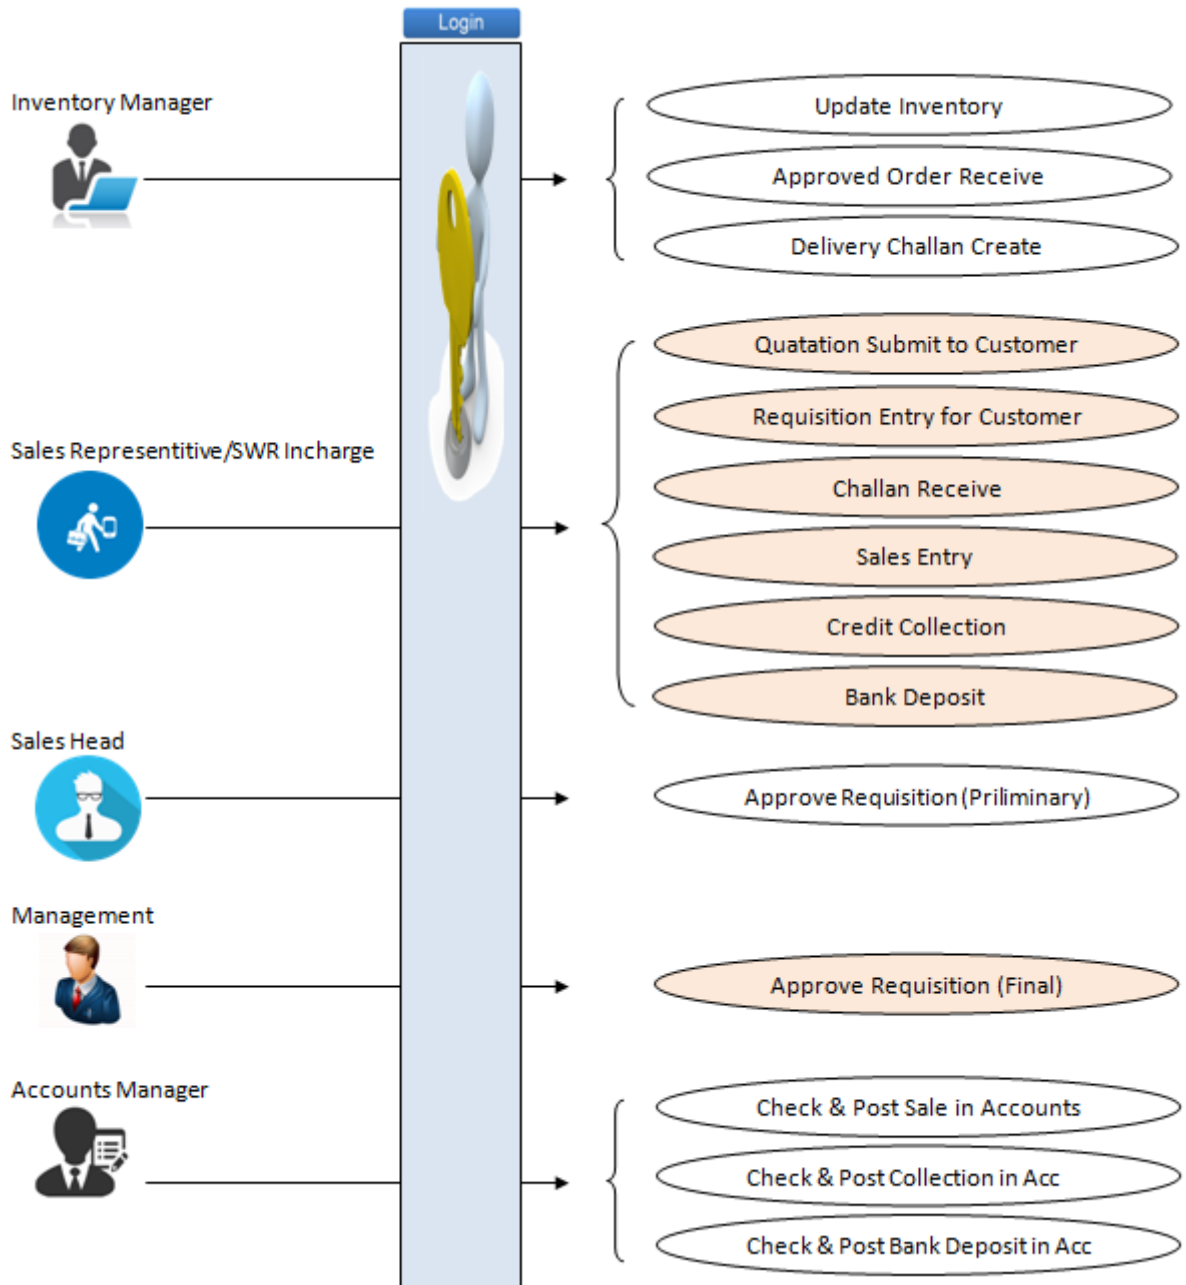 Login
Inventory Manager
Update Inventory
Approved Order Receive
Delivery Challan Create
Sales Representitive/SWR Incharge
Quatation Submit to Customer
Requisition Entry for Customer
Challan Receive
Sales Entry
Credit Collection
Bank Deposit
Sales Head
Approve Requisition (Priliminary)
Management
Approve Requisition (Final)
Accounts Manager
Check & Post Sale in Accounts
Check & Post Collection in Acc
Check & Post Bank Deposit in Acc